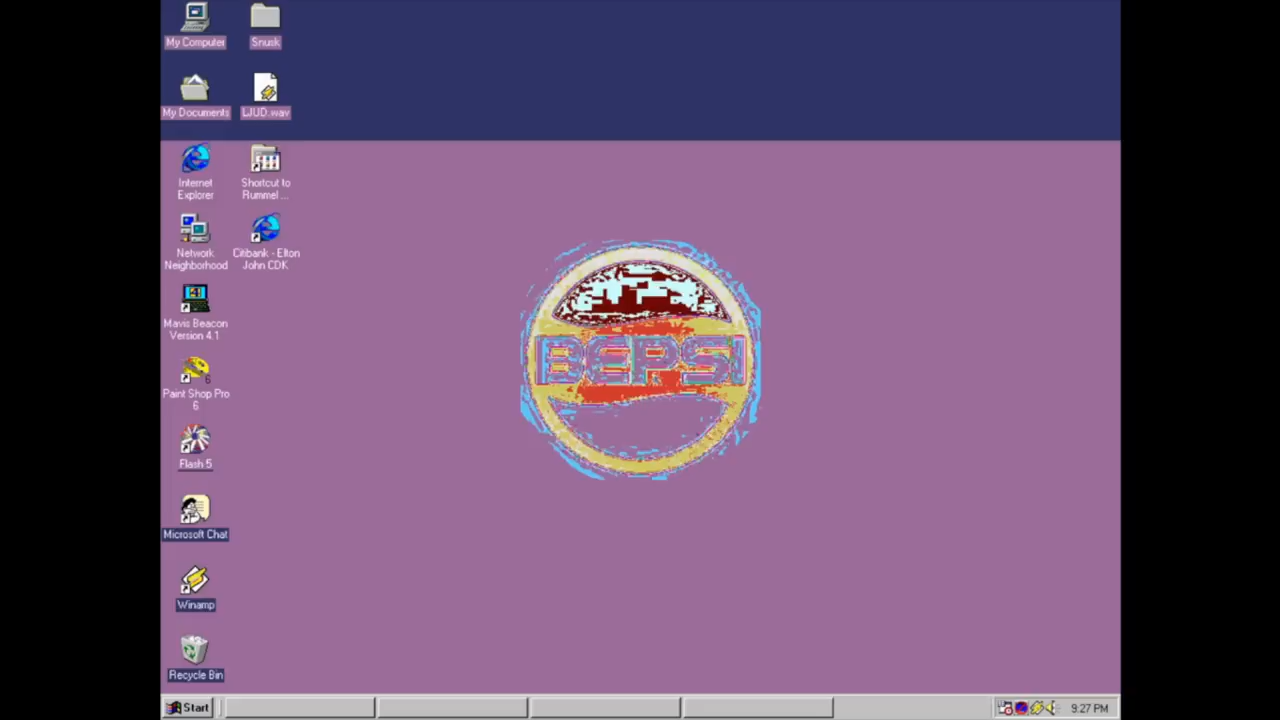 My Computer
Snusk
My Documents
LJUD.wav
Internet
Explorer
Shortcut to
Rummel ...
Network
Neighborhood
Citibank - Elton
John CDK
Mavis Beacon
Version 4.1
BEPSI
Paint Shop Pro
6
Flash 5
Microsoft Chat
Winamp
Recycle Bin
Start
9:27 PM